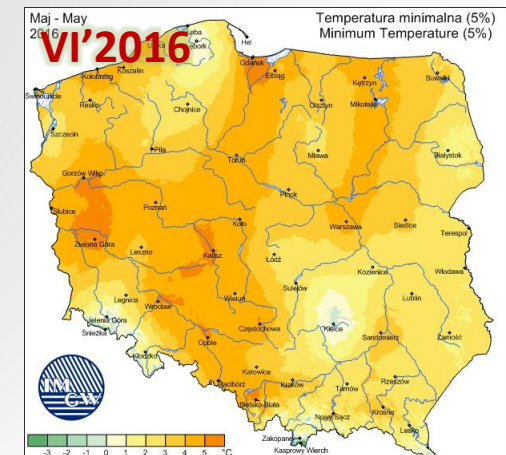 Maj - May
2016
VI’2016
Temperatura minimalna (5%)
Minimum Temperature (5%)
Łeba
Lębork
Hel
Kołobrzeg
Koszalin
Gdańsk
Elbląg
Kętrzyn
Suwałki
Świnoujście
Resko
Chojnice
Olsztyn
Mikołajki
Szczecin
Piła
Toruń
Mława
Białystok
Gorzów Wlkp.
Płock
Słubice
Poznań
Koło
Warszawa
Siedlce
Terespol
Zielona Góra
Leszno
Kalisz
Łódź
Kozienice
Włodawa
Legnica
Wrocław
Wieluń
Sulejów
Lublin
Jelenia Góra
Śnieżka
Kielce
Kłodzko
Opole
Częstochowa
Sandomierz
Zamość
Racibórz
Katowice
Kraków
Tarnów
Rzeszów
Bielsko-Biała
Nowy Sącz
Krosno
Lesko
Zakopane
Kasprowy Wierch
IM
GW
-3 -2 -1 0 1 2 3 4 5 °C